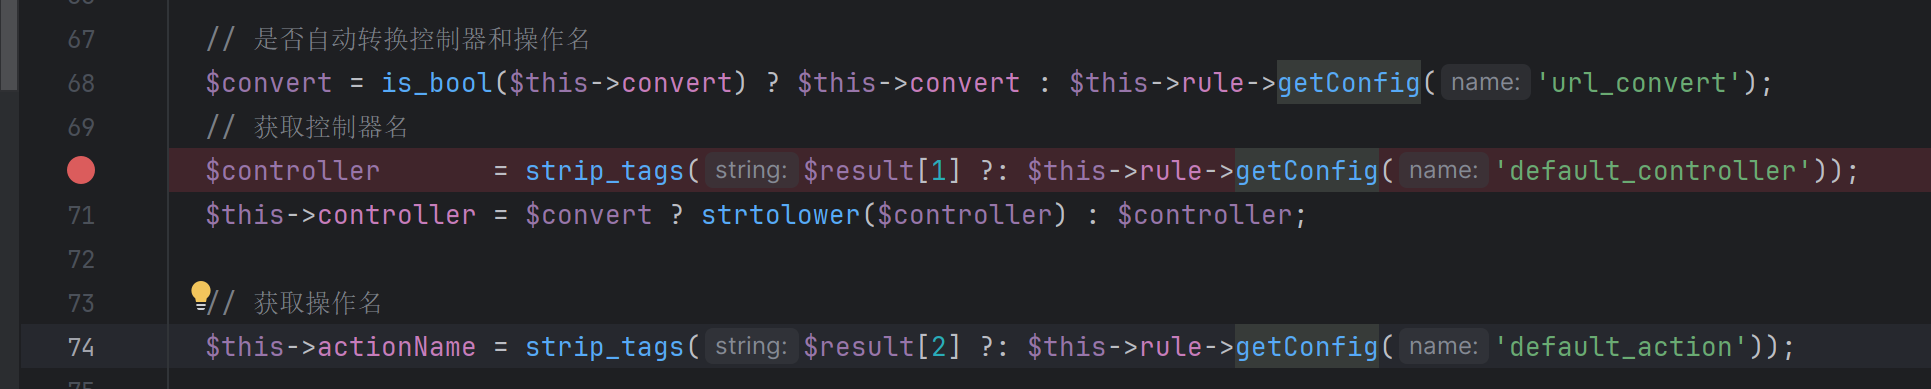 67 // 是否自动转换控制器和操作名
68 $convert = is_bool($this->convert) ? $this->convert : $this->rule->getConfig( name: 'url_convert');
69 // 获取控制器名
$controller = strip_tags( string: $result[1] ?: $this->rule->getConfig( name: 'default_controller'));
71 $this->controller = $convert ? strtolower($controller) : $controller;
72
73 // 获取操作名
74 $this->actionName = strip_tags( string: $result[2] ?: $this->rule->getConfig( name: 'default_action'));